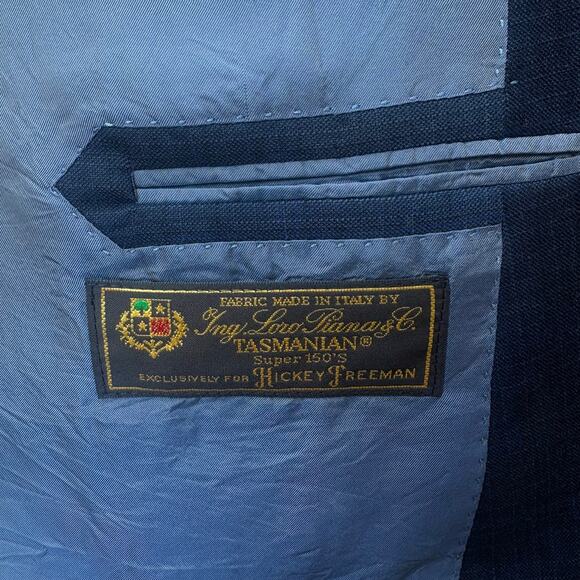 FABRIC MADE IN ITALY BY
Ing. Loro Piana & C.
TASMANIAN®
Super 150'S
EXCLUSIVELY FOR HICKEY FREEMAN